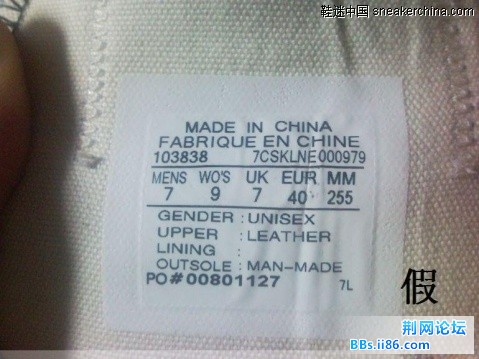 鞋迷中国 sneakerchina.com
MADE IN CHINA
FABRIQUE EN CHINE
103838 7CSKLNE000979
MENS WO'S UK EUR MM
7 9 7 40 255
GENDER : UNISEX
UPPER : LEATHER
LINING :
OUTSOLE : MAN-MADE
PO#00801127 7L
假
荆网论坛
BBs.ii86.com